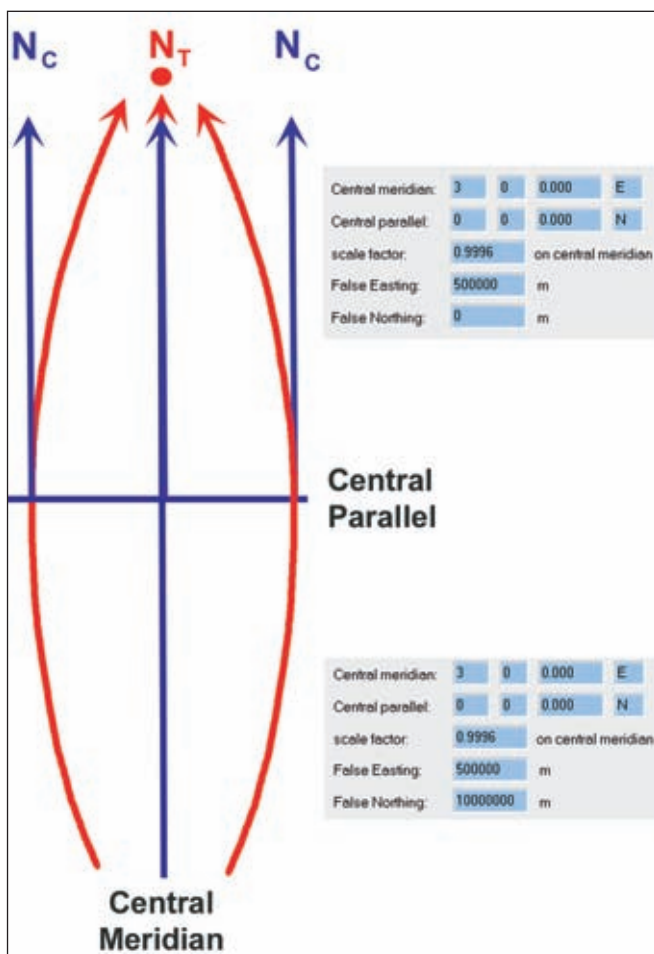 N_C N_T N_C
Central meridian: 3 0 0.000 E
Central parallel: 0 0 0.000 N
scale factor: 0.9996 on central meridian
False Easting: 500000 m
False Northing: 0 m
Central
Parallel
Central meridian: 3 0 0.000 E
Central parallel: 0 0 0.000 N
scale factor: 0.9996 on central meridian
False Easting: 500000 m
False Northing: 10000000 m
Central
Meridian